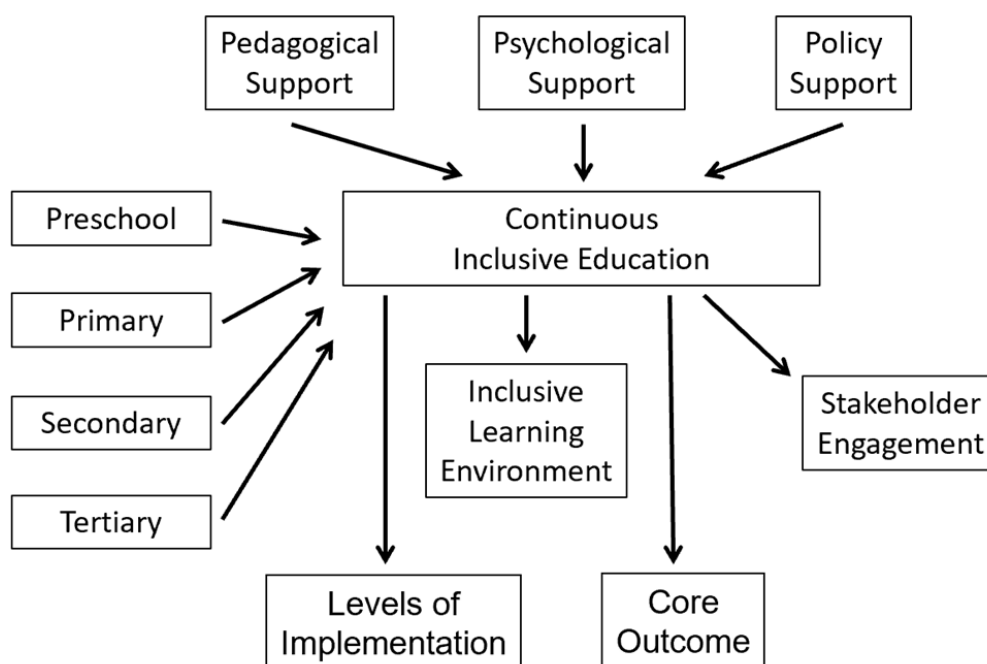 Pedagogical
Support
Psychological
Support
Policy
Support
Preschool
Continuous
Inclusive Education
Primary
Secondary
Tertiary
Inclusive
Learning
Environment
Stakeholder
Engagement
Levels of
Implementation
Core
Outcome